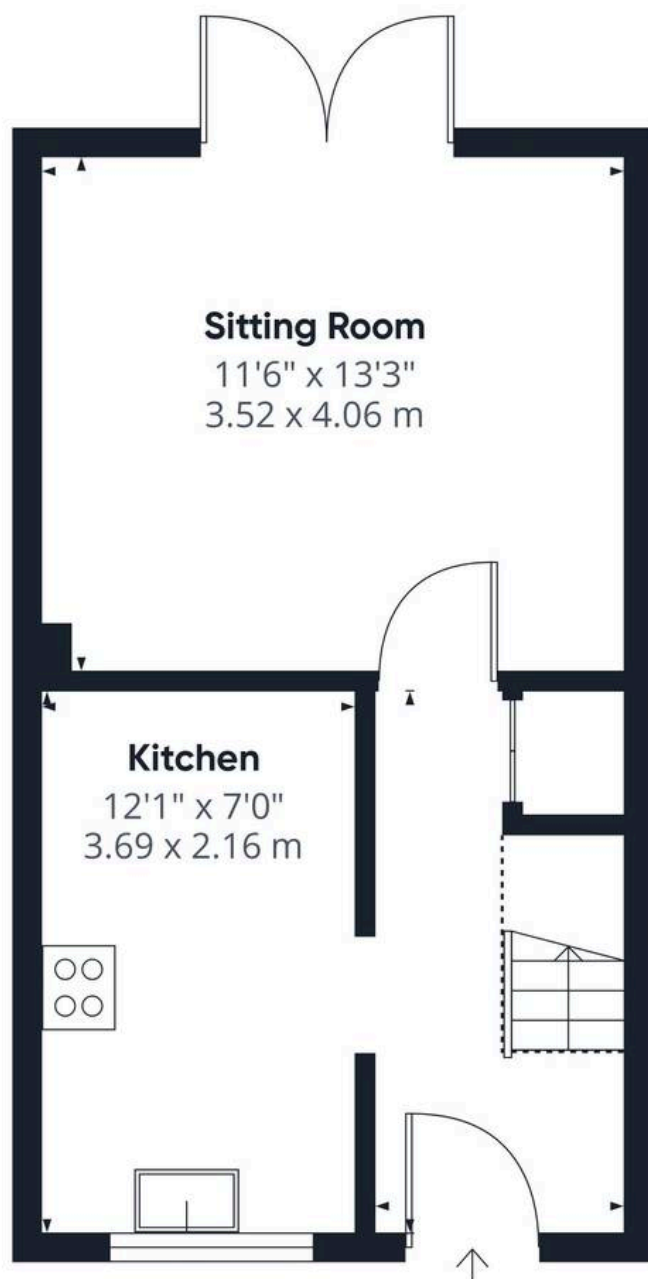 Sitting Room
11'6" x 13'3"
3.52 x 4.06 m
Kitchen
12'1" x 7'0"
3.69 x 2.16 m